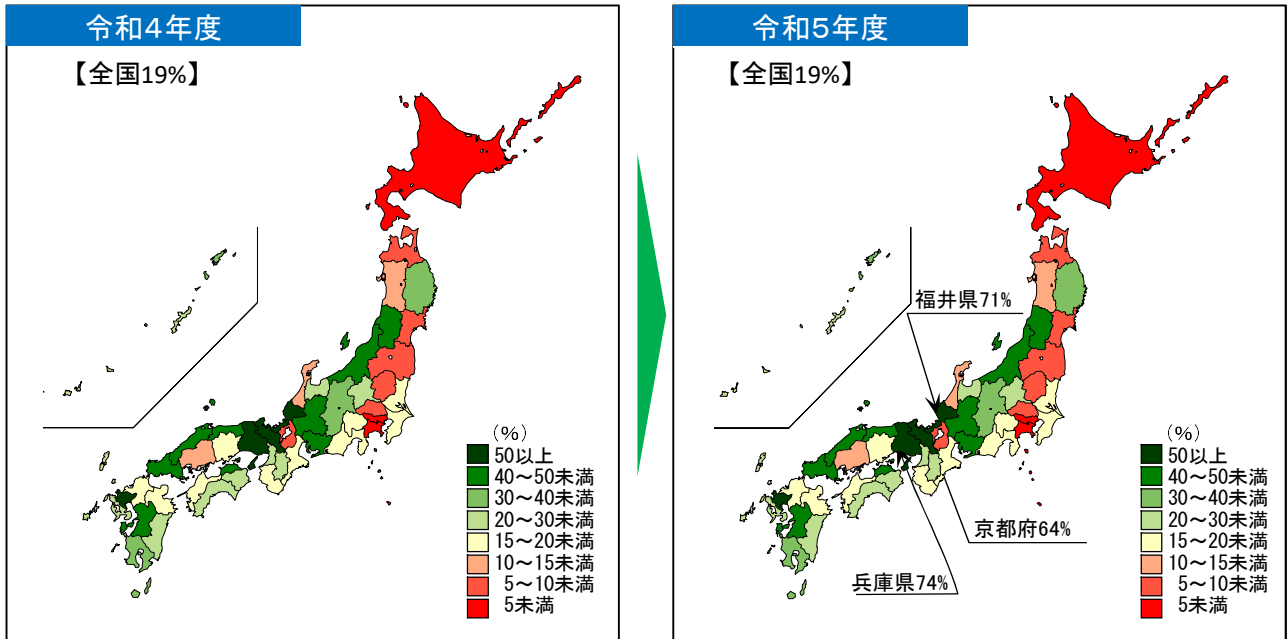 令和４年度
【全国19%】
（%）
50以上
40～50未満
30～40未満
20～30未満
15～20未満
10～15未満
5～10未満
5未満
令和５年度
【全国19%】
福井県71%
京都府64%
兵庫県74%
（%）
50以上
40～50未満
30～40未満
20～30未満
15～20未満
10～15未満
5～10未満
5未満